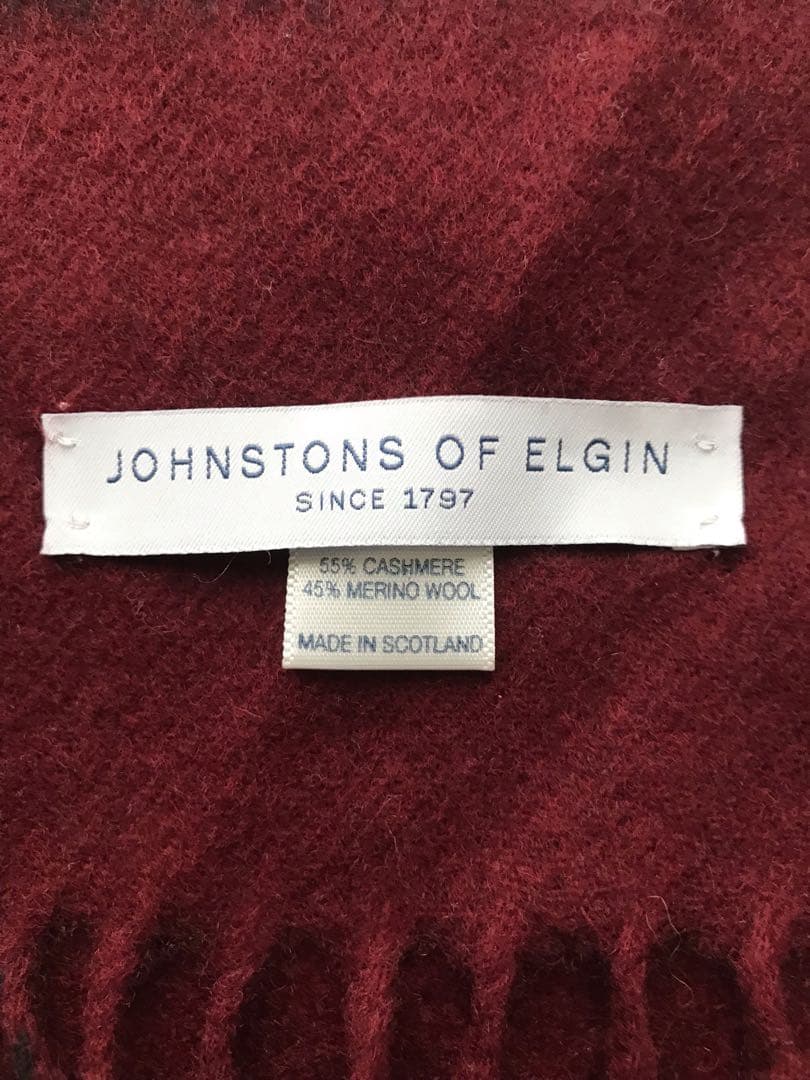 JOHNSTONS OF ELGIN
SINCE 1797
55% CASHMERE
45% MERINO WOOL
MADE IN SCOTLAND